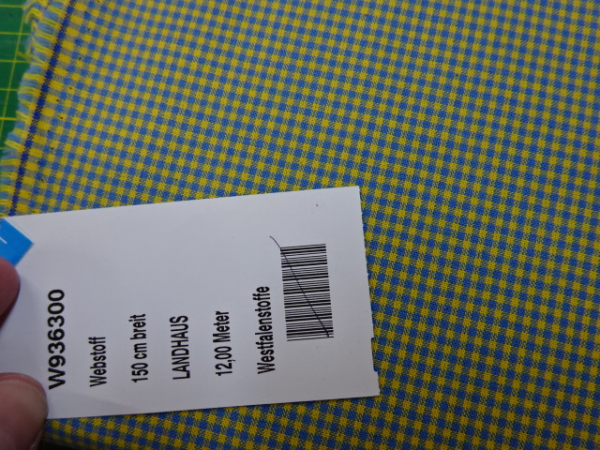 W936300
Webstoff
150 cm breit
LANDHAUS
12,00 Meter
Westfalenstoffe